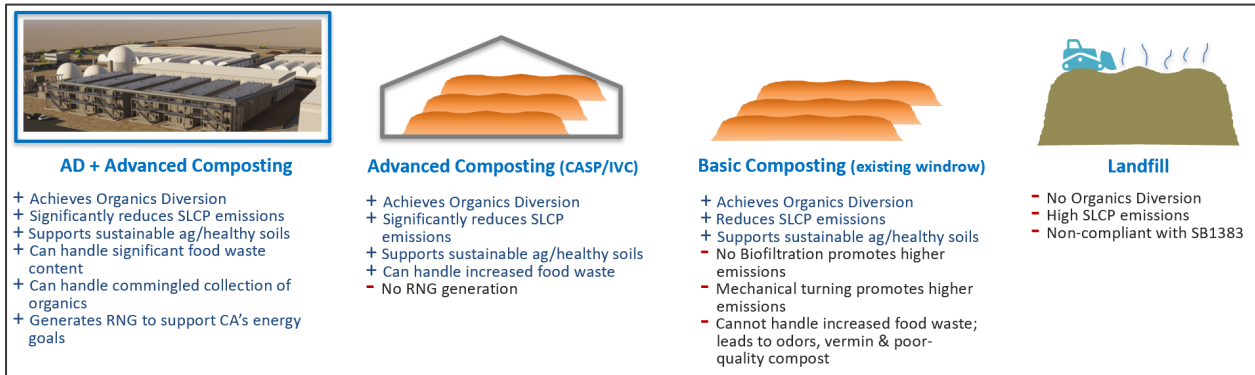 AD + Advanced Composting
+ Achieves Organics Diversion
+ Significantly reduces SLCP emissions
+ Supports sustainable ag/healthy soils
+ Can handle significant food waste
content
+ Can handle commingled collection of
organics
+ Generates RNG to support CA's energy
goals
Advanced Composting (CASP/IVC)
+ Achieves Organics Diversion
+ Significantly reduces SLCP
emissions
+ Supports sustainable ag/healthy soils
+ Can handle increased food waste
- No RNG generation
Basic Composting (existing windrow)
+ Achieves Organics Diversion
+ Reduces SLCP emissions
+ Supports sustainable ag/healthy soils
- No Biofiltration promotes higher
emissions
- Mechanical turning promotes higher
emissions
- Cannot handle increased food waste;
leads to odors, vermin & poor-
quality compost
Landfill
- No Organics Diversion
- High SLCP emissions
- Non-compliant with SB1383